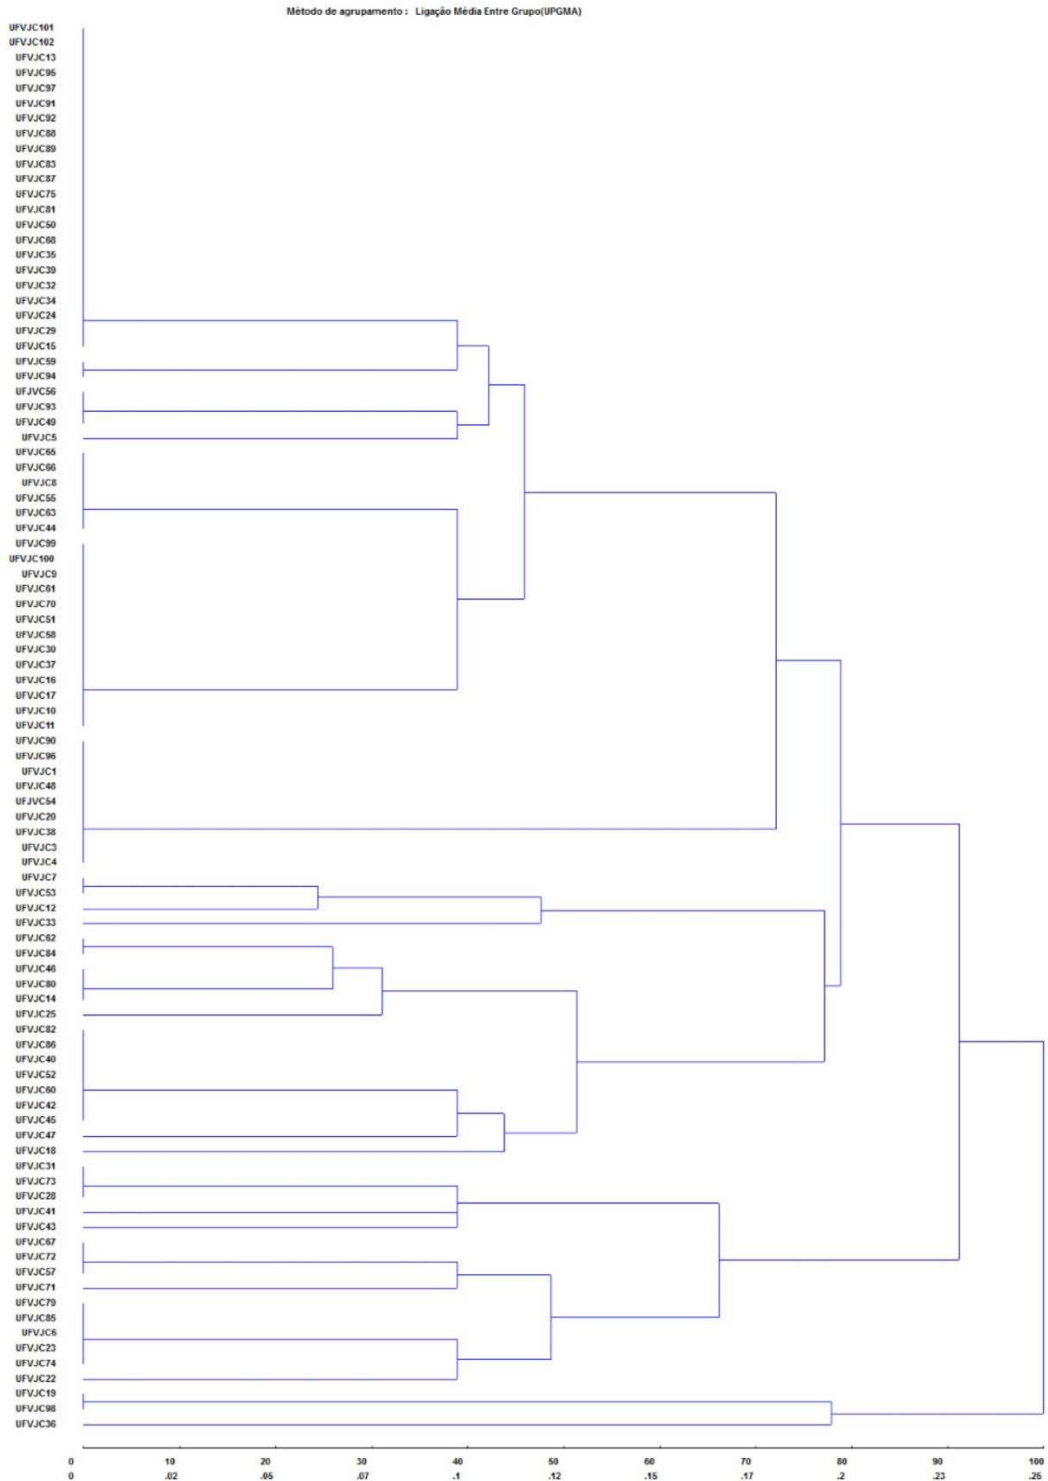 Método de agrupamento : Ligação Média Entre Grupo(UPGMA)
UFVJC101
UFVJC102
UFVJC13
UFVJC95
UFVJC97
UFVJC91
UFVJC92
UFVJC88
UFVJC89
UFVJC83
UFVJC87
UFVJC75
UFVJC81
UFVJC50
UFVJC68
UFVJC35
UFVJC39
UFVJC32
UFVJC34
UFVJC24
UFVJC29
UFVJC15
UFVJC59
UFVJC94
UFJVC56
UFVJC93
UFVJC49
UFVJC5
UFVJC65
UFVJC66
UFVJC8
UFVJC55
UFVJC63
UFVJC44
UFVJC99
UFVJC100
UFVJC9
UFVJC61
UFVJC70
UFVJC51
UFVJC58
UFVJC30
UFVJC37
UFVJC16
UFVJC17
UFVJC10
UFVJC11
UFVJC90
UFVJC96
UFVJC1
UFVJC48
UFJVC54
UFVJC20
UFVJC38
UFVJC3
UFVJC4
UFVJC7
UFVJC53
UFVJC12
UFVJC33
UFVJC62
UFVJC84
UFVJC46
UFVJC80
UFVJC14
UFVJC25
UFVJC82
UFVJC86
UFVJC40
UFVJC52
UFVJC60
UFVJC42
UFVJC45
UFVJC47
UFVJC18
UFVJC31
UFVJC73
UFVJC28
UFVJC41
UFVJC43
UFVJC67
UFVJC72
UFVJC57
UFVJC71
UFVJC79
UFVJC85
UFVJC6
UFVJC23
UFVJC74
UFVJC22
UFVJC19
UFVJC98
UFVJC36
0 10 20 30 40 50 60 70 80 90 100
0 .02 .05 .07 .1 .12 .15 .17 .2 .23 .25